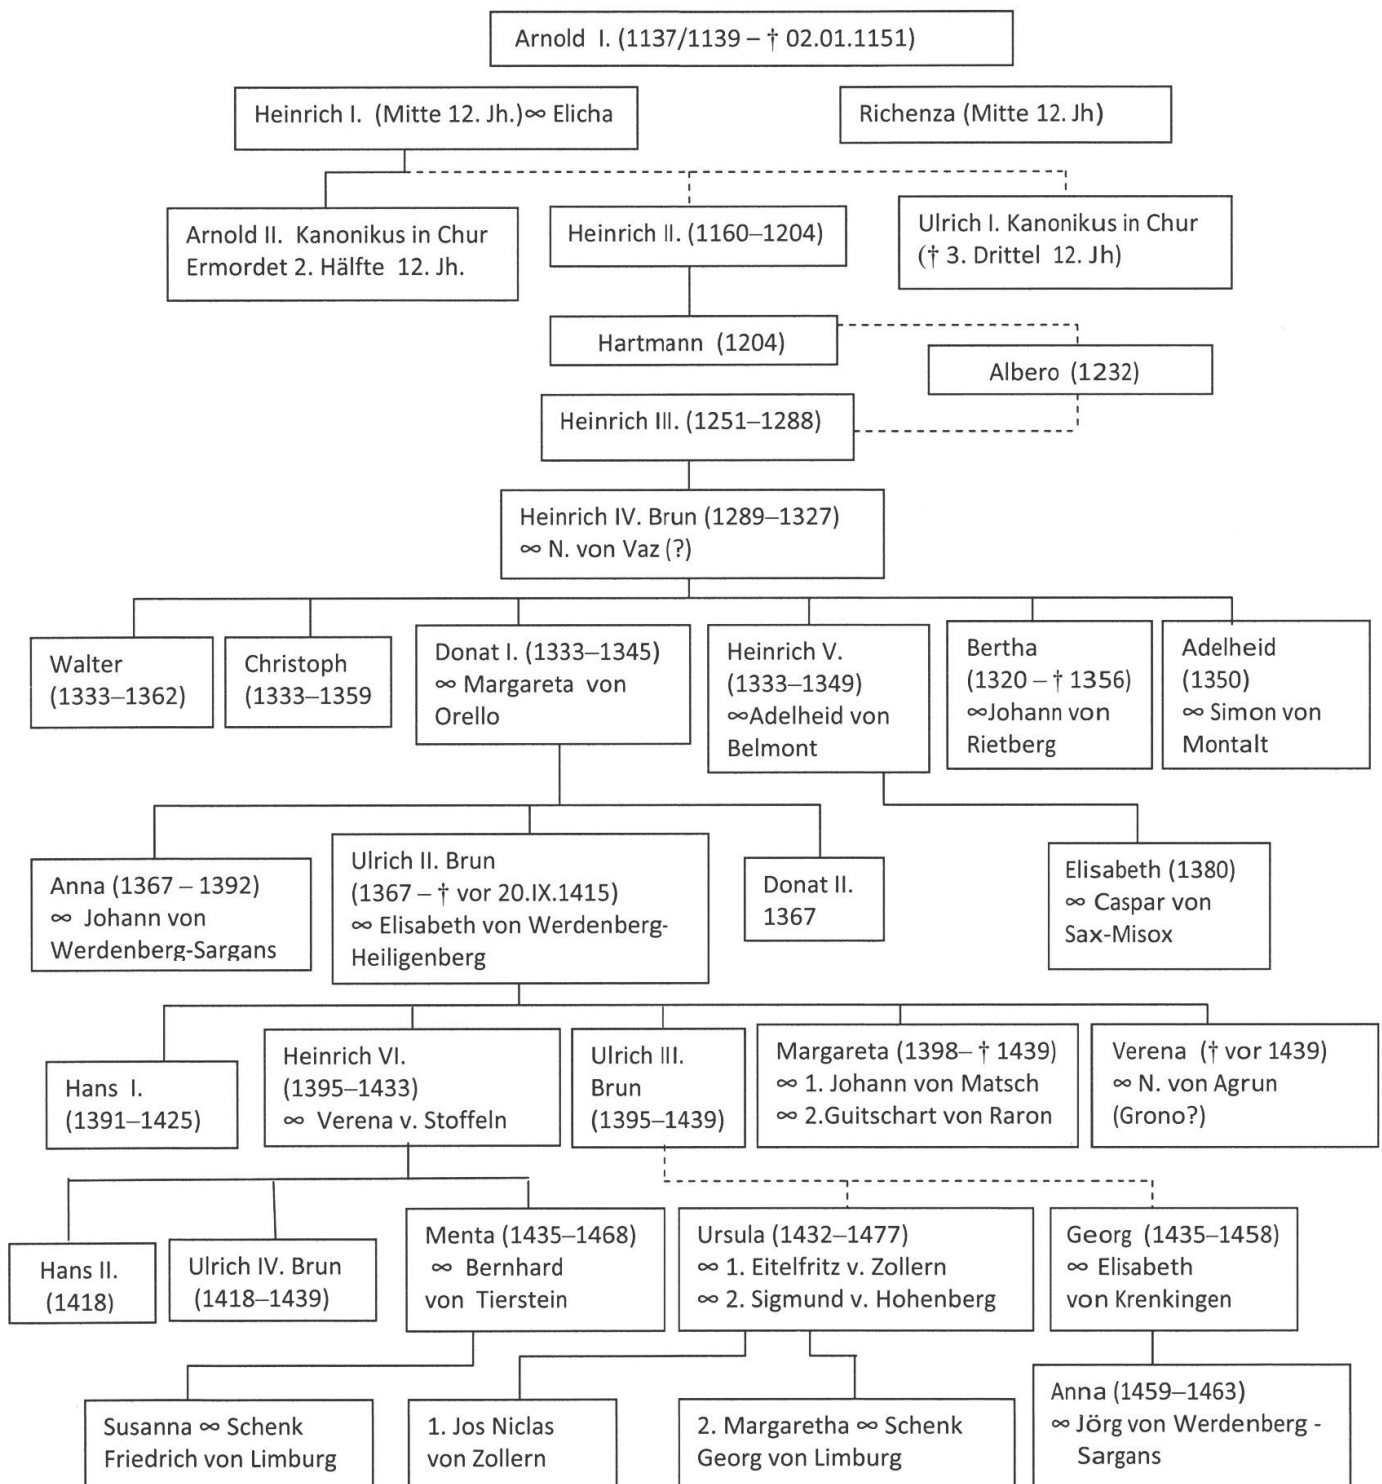 Arnold I. (1137/1139 – † 02.01.1151)
Heinrich I. (Mitte 12. Jh.)∞ Elicha
Richenza (Mitte 12. Jh)
Arnold II. Kanonikus in Chur
Ermordet 2. Hälfte 12. Jh.
Heinrich II. (1160–1204)
Ulrich I. Kanonikus in Chur
(† 3. Drittel 12. Jh)
Hartmann (1204)
Albero (1232)
Heinrich III. (1251–1288)
Heinrich IV. Brun (1289–1327)
∞ N. von Vaz (?)
Walter
(1333–1362)
Christoph
(1333–1359
Donat I. (1333–1345)
∞ Margareta von
Orello
Heinrich V.
(1333–1349)
∞Adelheid von
Belmont
Bertha
(1320 – † 1356)
∞Johann von
Rietberg
Adelheid
(1350)
∞ Simon von
Montalt
Anna (1367 – 1392)
∞ Johann von
Werdenberg-Sargans
Ulrich II. Brun
(1367 – † vor 20.IX.1415)
∞ Elisabeth von Werdenberg-
Heiligenberg
Donat II.
1367
Elisabeth (1380)
∞ Caspar von
Sax-Misox
Hans I.
(1391–1425)
Heinrich VI.
(1395–1433)
∞ Verena v. Stoffeln
Ulrich III.
Brun
(1395–1439)
Margareta (1398– † 1439)
∞ 1. Johann von Matsch
∞ 2.Guitschart von Raron
Verena († vor 1439)
∞ N. von Agrun
(Grono?)
Hans II.
(1418)
Ulrich IV. Brun
(1418–1439)
Menta (1435–1468)
∞ Bernhard
von Tierstein
Ursula (1432–1477)
∞ 1. Eitelfritz v. Zollern
∞ 2. Sigmund v. Hohenberg
Georg (1435–1458)
∞ Elisabeth
von Krenkingen
Susanna ∞ Schenk
Friedrich von Limburg
1. Jos Niclas
von Zollern
2. Margaretha ∞ Schenk
Georg von Limburg
Anna (1459–1463)
∞ Jörg von Werdenberg -
Sargans